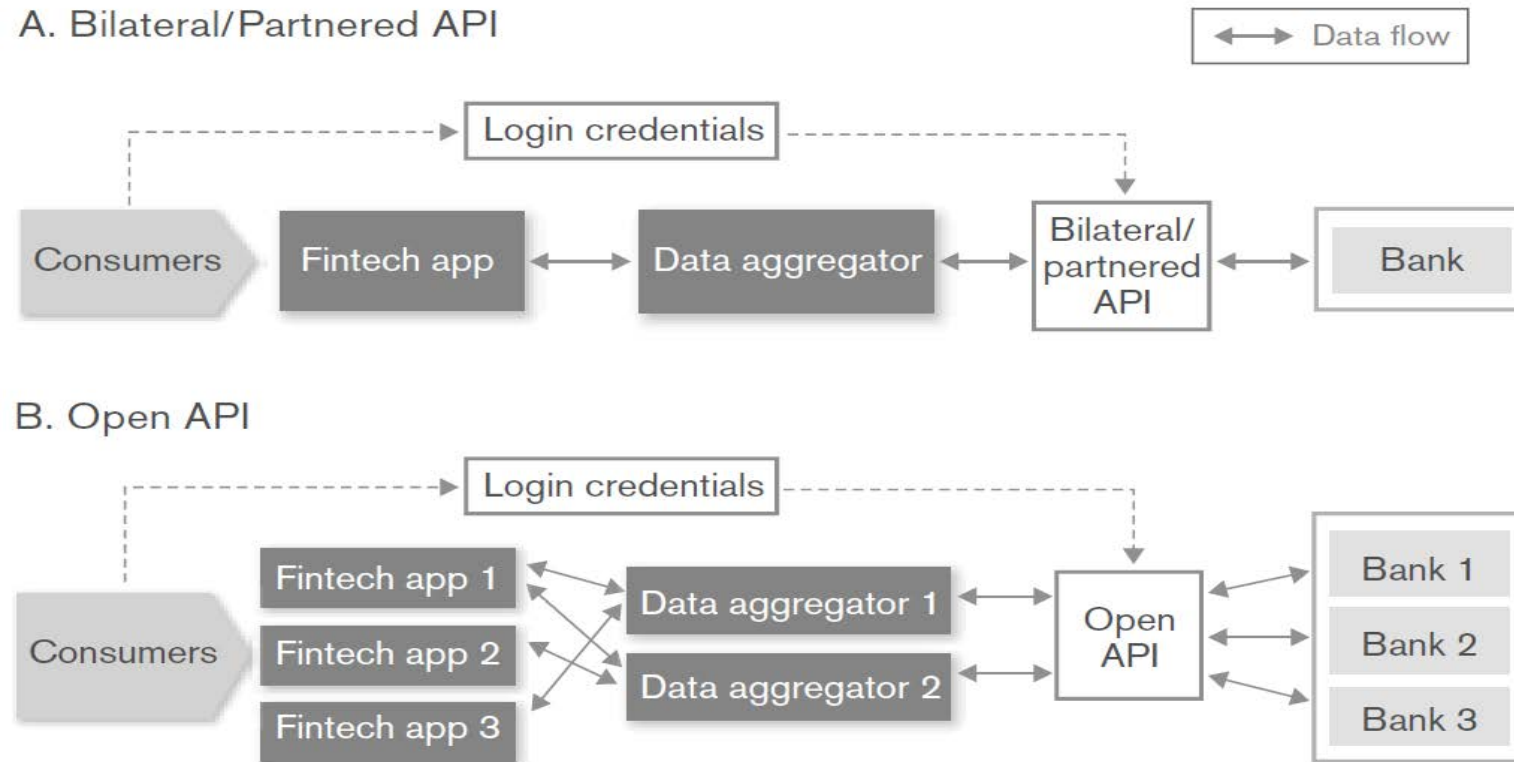 A. Bilateral/Partnered API
Data flow
Login credentials
Consumers
Fintech app
Data aggregator
Bilateral/
partnered
API
Bank
B. Open API
Login credentials
Consumers
Fintech app 1
Fintech app 2
Fintech app 3
Data aggregator 1
Data aggregator 2
Open
API
Bank 1
Bank 2
Bank 3